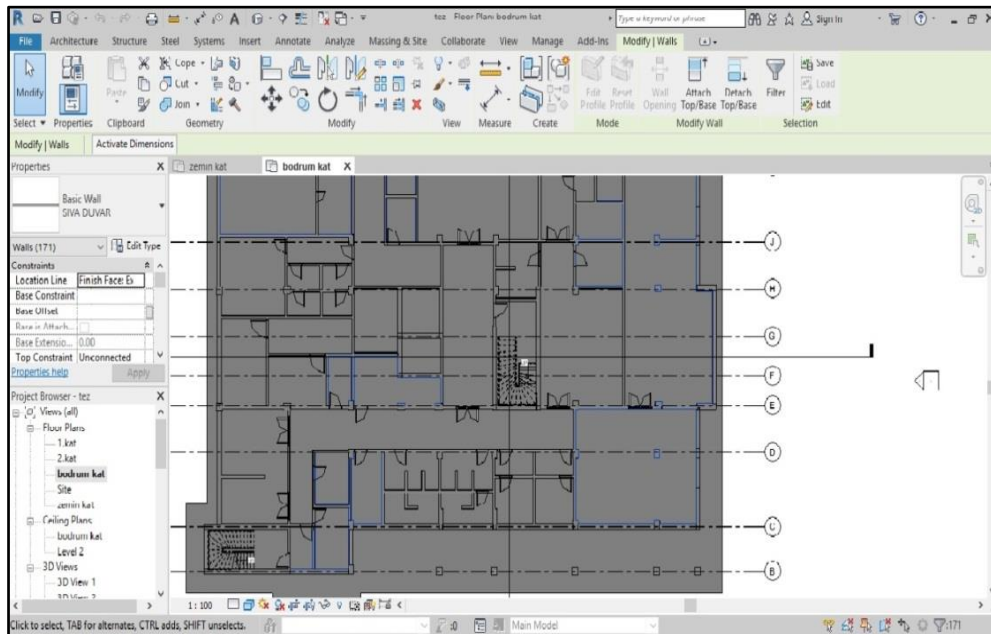 tez Floor Plan: bodrum kat
Type a keyword or phrase
Sign In
File Architecture Structure Steel Systems Insert Annotate Analyze Massing & Site Collaborate View Manage Add-Ins Modify | Walls
Modify
Paste
Cope
Cut
Join
Edit Profile
Reset Profile
Wall Opening
Attach Top/Base
Detach Top/Base
Filter
Save
Load
Edit
Select Properties Clipboard Geometry Modify View Measure Create Mode Modify Wall Selection
Modify | Walls Activate Dimensions
Properties X
zemin kat
bodrum kat X
Basic Wall
SIVA DUVAR
Walls (171) Edit Type
Constraints
Location Line Finish Face: Ex
Base Constraint
Base Offset
Base is Attach...
Base Extensio... 0.00
Top Constraint Unconnected
Properties help Apply
Project Browser - tez X
Views (all)
Floor Plans
1.kat
2.kat
bodrum kat
Site
zemin kat
Ceiling Plans
bodrum kat
Level 2
3D Views
3D View 1
3D View 2
J
H
G
F
E
D
C
B
1 : 100
Click to select, TAB for alternates, CTRL adds, SHIFT unselects.
:0
Main Model
:171